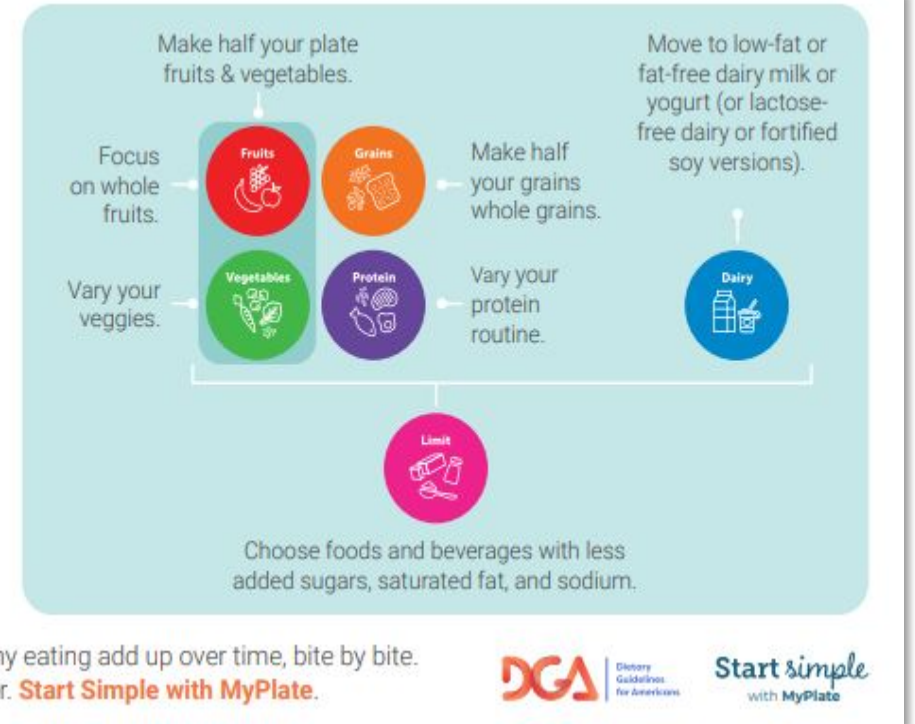 Make half your plate
fruits & vegetables.
Move to low-fat or
fat-free dairy milk or
yogurt (or lactose-
free dairy or fortified
soy versions).
Focus
on whole
fruits.
Fruits
Grains
Make half
your grains
whole grains.
Vary your
veggies.
Vegetables
Protein
Vary your
protein
routine.
Dairy
Limit
Choose foods and beverages with less
added sugars, saturated fat, and sodium.
eating add up over time, bite by bite.
Start Simple with MyPlate.
DGA
Dietary
Guidelines
for Americans
Start simple
with MyPlate